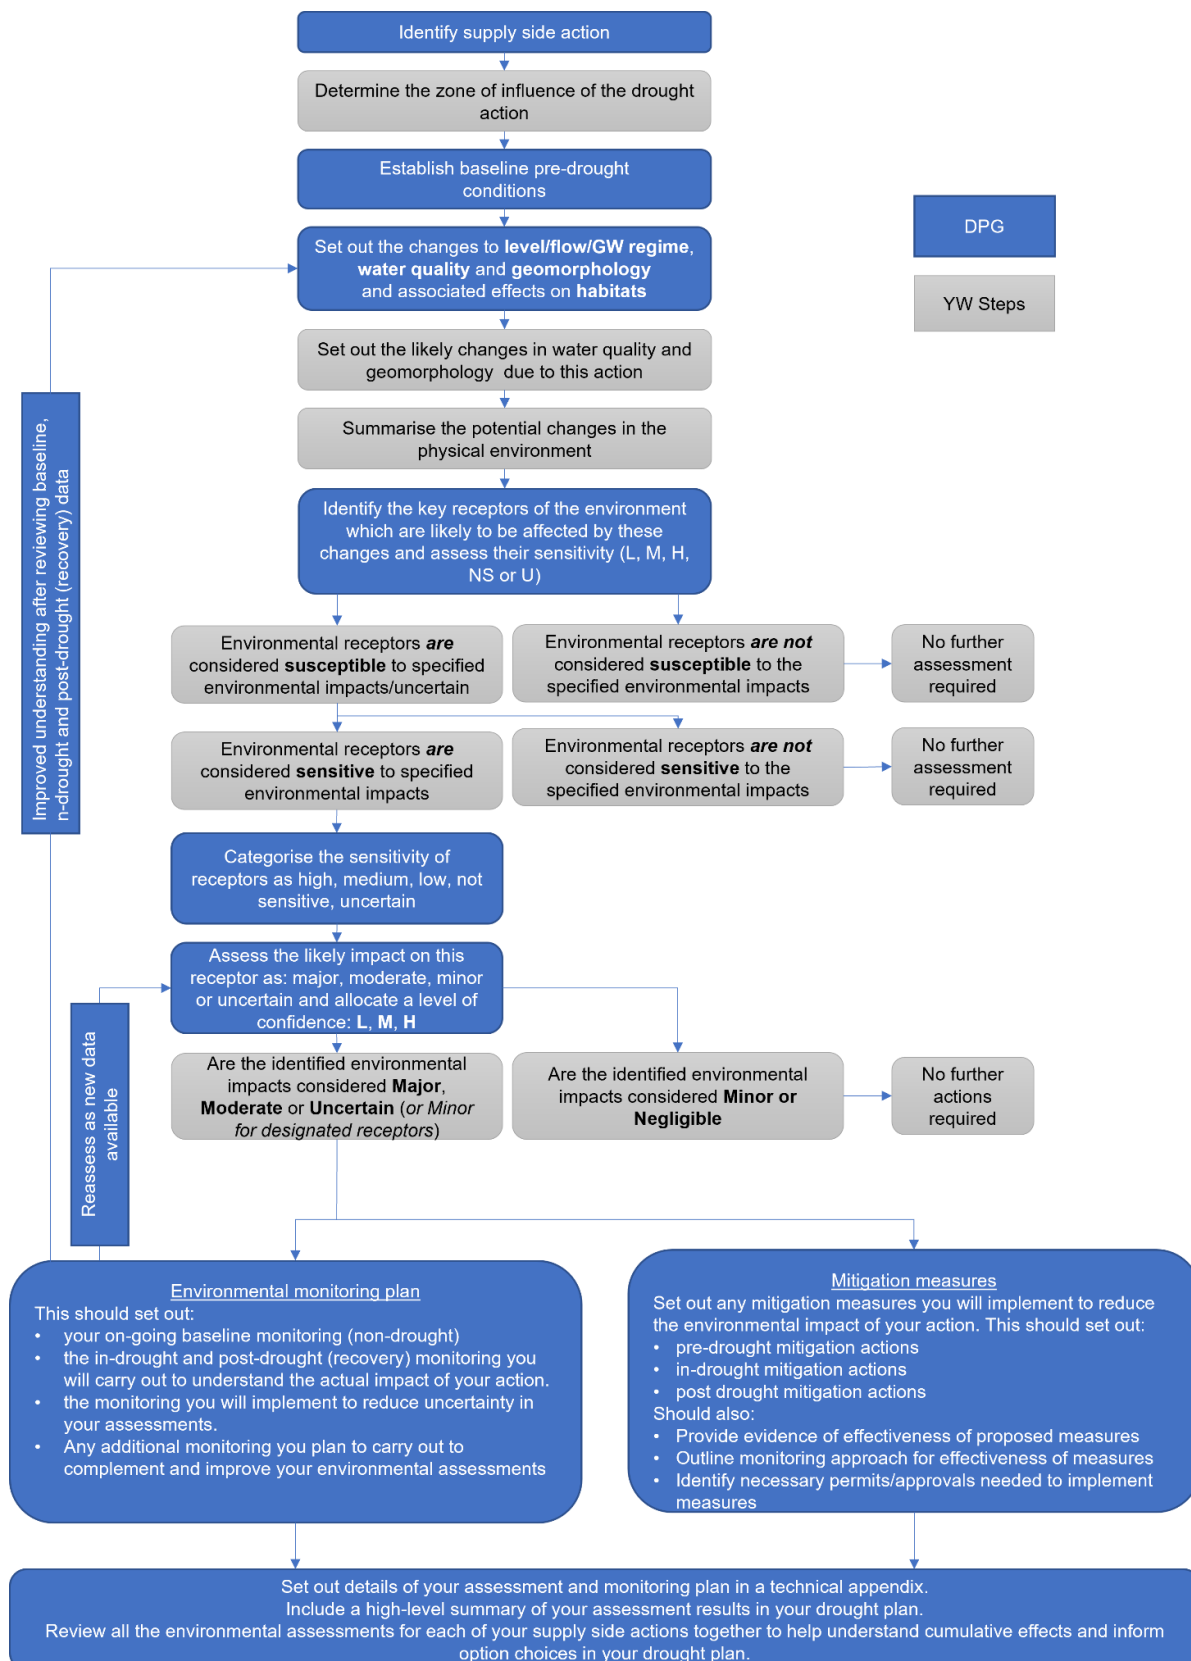 Identify supply side action
Determine the zone of influence of the drought
action
Establish baseline pre-drought
conditions
DPG
Set out the changes to level/flow/GW regime,
water quality and geomorphology
and associated effects on habitats
YW Steps
Set out the likely changes in water quality and
geomorphology due to this action
Summarise the potential changes in the
physical environment
Improved understanding after reviewing baseline,
n-drought and post-drought (recovery) data
Identify the key receptors of the environment
which are likely to be affected by these
changes and assess their sensitivity (L, M, H,
NS or U)
Environmental receptors are
considered susceptible to specified
environmental impacts/uncertain
Environmental receptors are not
considered susceptible to the
specified environmental impacts
No further
assessment
required
Environmental receptors are
considered sensitive to specified
environmental impacts
Environmental receptors are not
considered sensitive to the
specified environmental impacts
No further
assessment
required
Categorise the sensitivity of
receptors as high, medium, low, not
sensitive, uncertain
Assess the likely impact on this
receptor as: major, moderate, minor
or uncertain and allocate a level of
confidence: L, M, H
Reassess as new data
available
Are the identified environmental
impacts considered Major,
Moderate or Uncertain (or Minor
for designated receptors)
Are the identified environmental
impacts considered Minor or
Negligible
No further
actions
required
Environmental monitoring plan
This should set out:
• your on-going baseline monitoring (non-drought)
• the in-drought and post-drought (recovery) monitoring you
will carry out to understand the actual impact of your action.
• the monitoring you will implement to reduce uncertainty in
your assessments.
• Any additional monitoring you plan to carry out to
complement and improve your environmental assessments
Mitigation measures
Set out any mitigation measures you will implement to reduce
the environmental impact of your action. This should set out:
• pre-drought mitigation actions
• in-drought mitigation actions
• post drought mitigation actions
Should also:
• Provide evidence of effectiveness of proposed measures
• Outline monitoring approach for effectiveness of measures
• Identify necessary permits/approvals needed to implement
measures
Set out details of your assessment and monitoring plan in a technical appendix.
Include a high-level summary of your assessment results in your drought plan.
Review all the environmental assessments for each of your supply side actions together to help understand cumulative effects and inform
option choices in your drought plan.